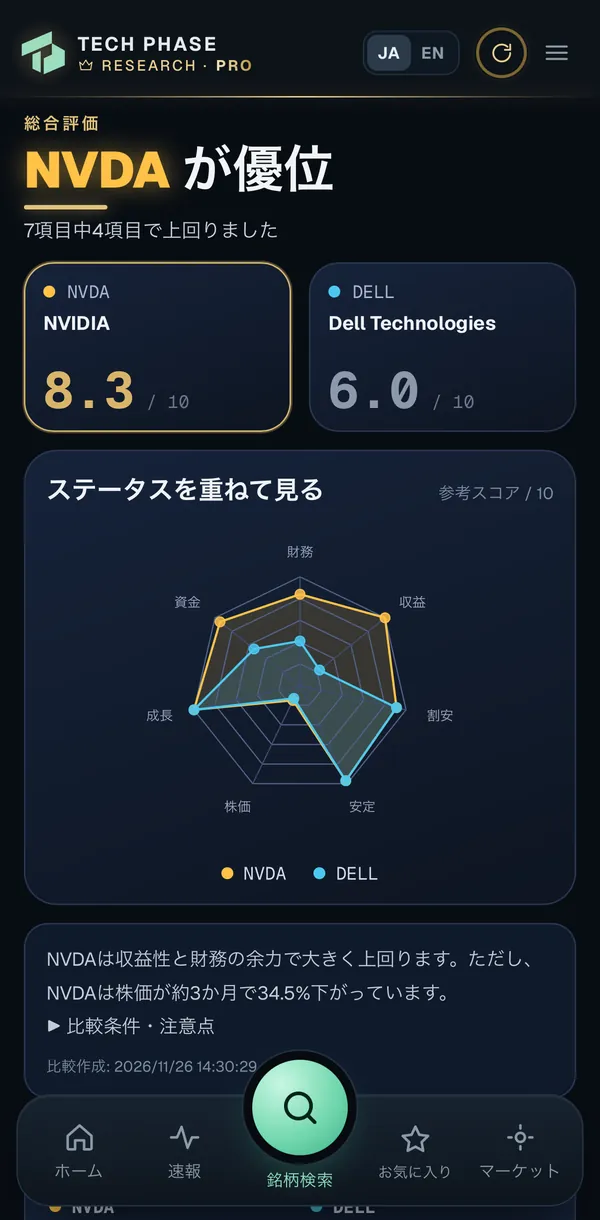 TECH PHASE
RESEARCH · PRO
JA EN
総合評価
NVDA が優位
7項目中4項目で上回りました
NVDA
NVIDIA
8.3 / 10
DELL
Dell Technologies
6.0 / 10
ステータスを重ねて見る
参考スコア / 10
財務
資金
収益
成長
割安
株価
安定
NVDA DELL
NVDAは収益性と財務の余力で大きく上回ります。ただし、
NVDAは株価が約3か月で34.5%下がっています。
▶ 比較条件・注意点
比較作成: 2026/11/26 14:30:29
ホーム
速報
銘柄検索
お気に入り
マーケット
NVDA DELL